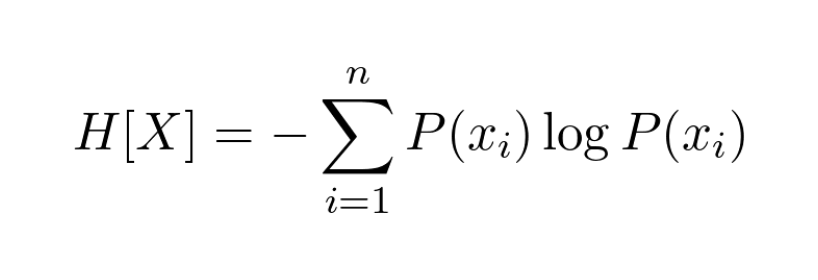 H[X] = − ∑_{i=1}^{n} P(x_i) log P(x_i)